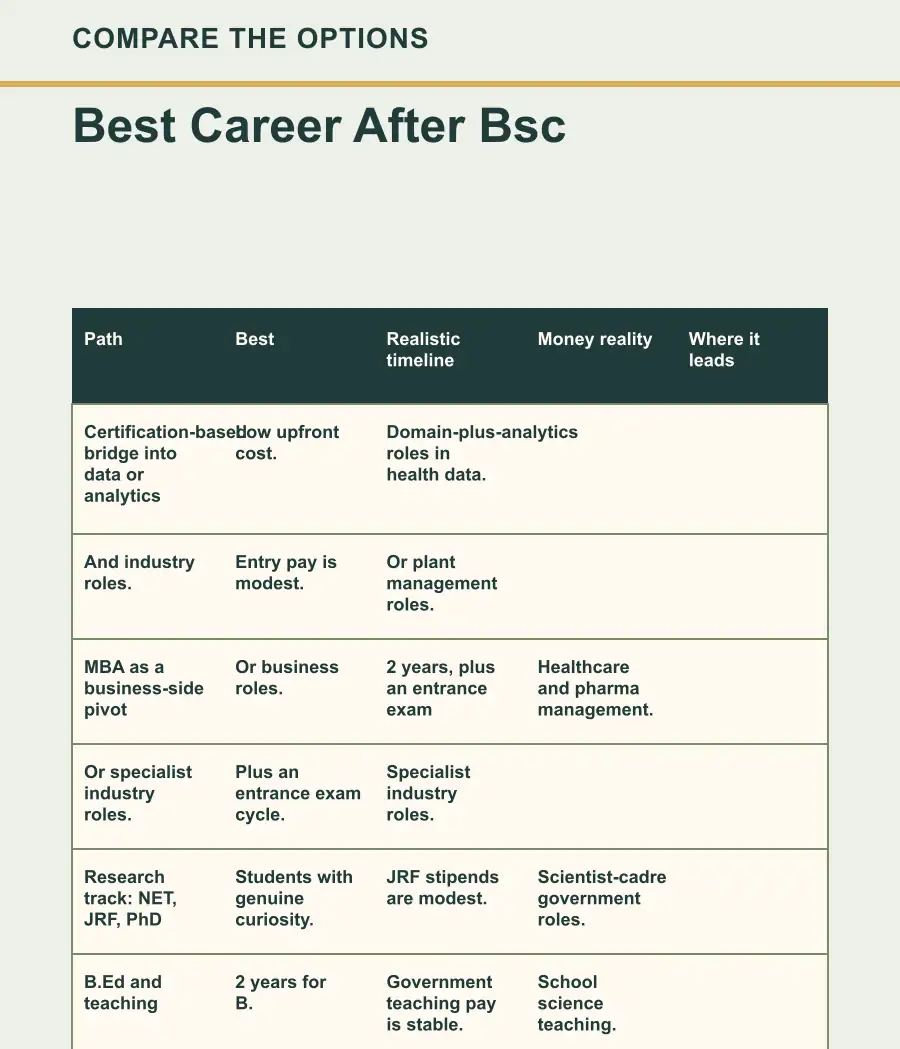 COMPARE THE OPTIONS
Best Career After Bsc
Path
Best
Realistic
timeline
Money reality
Where it
leads
Certification-based
bridge into
data or
analytics
Low upfront
cost.
Domain-plus-analytics
roles in
health data.
And industry
roles.
Entry pay is
modest.
Or plant
management
roles.
MBA as a
business-side
pivot
Or business
roles.
2 years, plus
an entrance
exam
Healthcare
and pharma
management.
Or specialist
industry
roles.
Plus an
entrance exam
cycle.
Specialist
industry
roles.
Research
track: NET,
JRF, PhD
Students with
genuine
curiosity.
JRF stipends
are modest.
Scientist-cadre
government
roles.
B.Ed and
teaching
2 years for
B.
Government
teaching pay
is stable.
School
science
teaching.